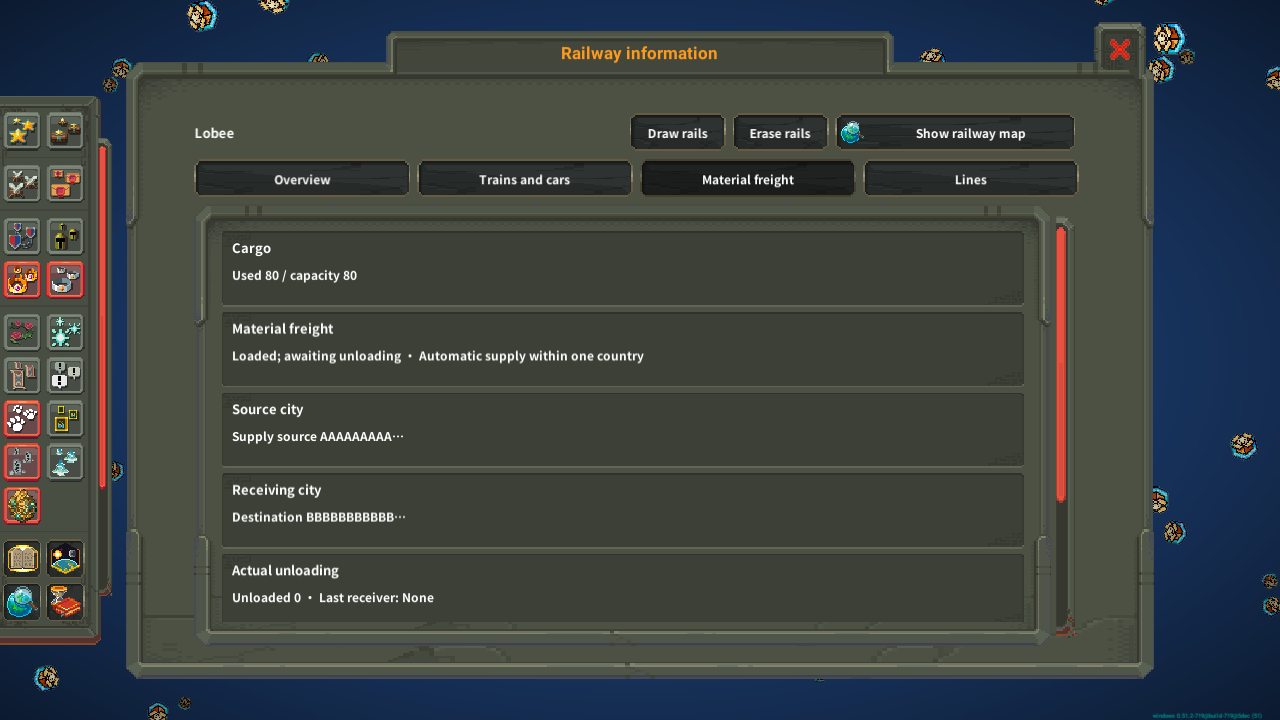 Railway information
Lobee
Draw rails
Erase rails
Show railway map
Overview
Trains and cars
Material freight
Lines
Cargo
Used 80 / capacity 80
Material freight
Loaded; awaiting unloading · Automatic supply within one country
Source city
Supply source AAAAAAAAA…
Receiving city
Destination BBBBBBBBBBB…
Actual unloading
Unloaded 0 · Last receiver: None